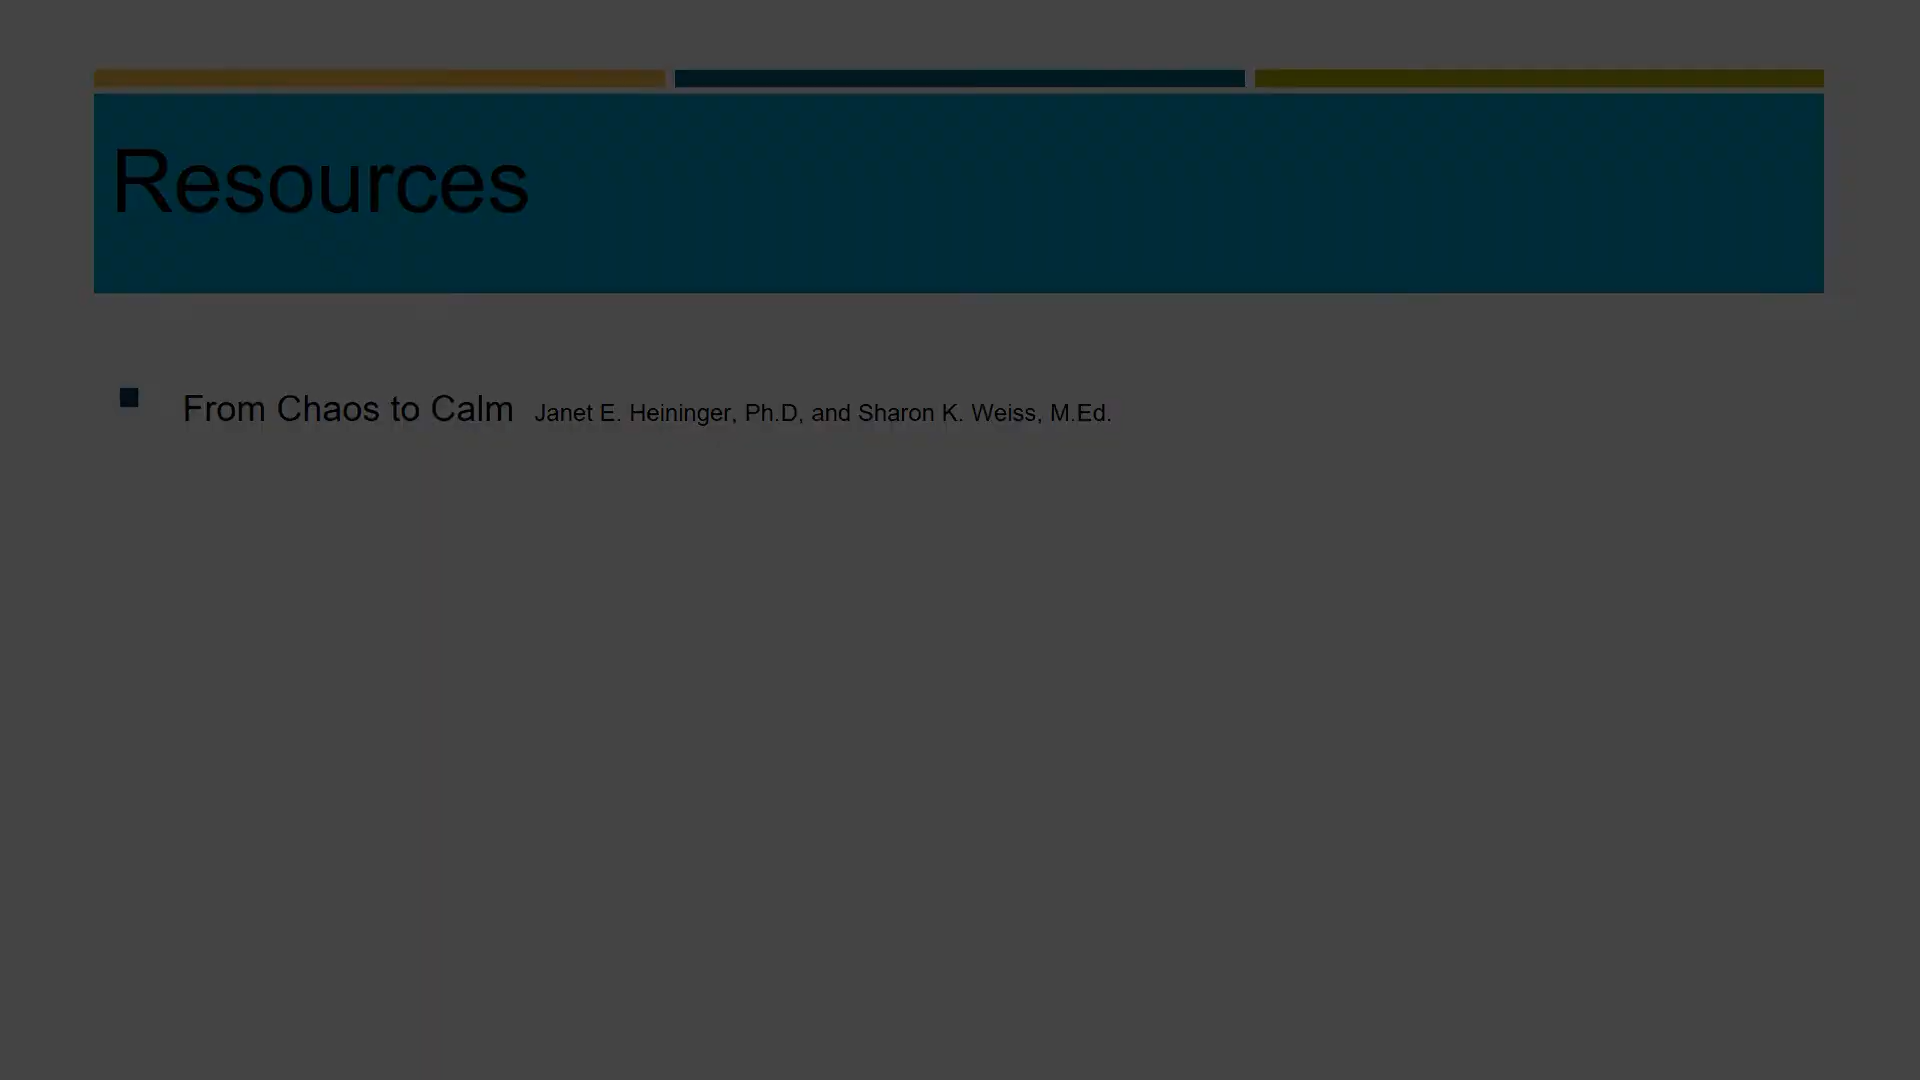 Resources
From Chaos to Calm Janet E. Heininger, Ph.D, and Sharon K. Weiss, M.Ed.